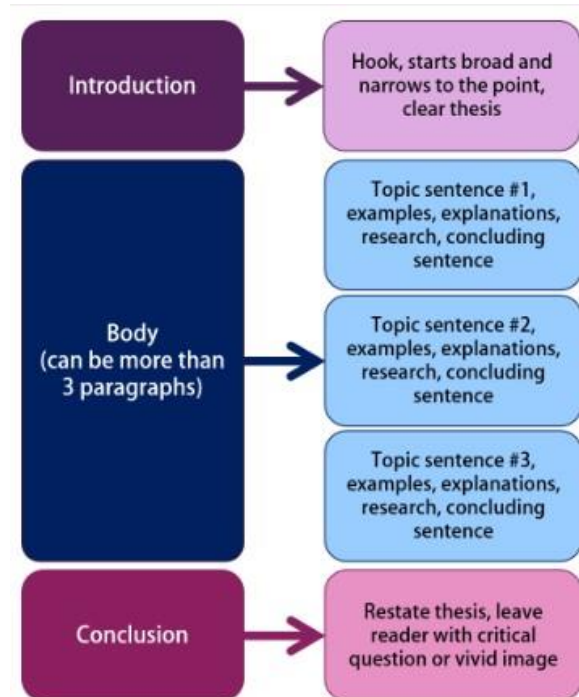 Introduction
Hook, starts broad and
narrows to the point,
clear thesis
Body
(can be more than
3 paragraphs)
Topic sentence #1,
examples, explanations,
research, concluding
sentence
Topic sentence #2,
examples, explanations,
research, concluding
sentence
Topic sentence #3,
examples, explanations,
research, concluding
sentence
Conclusion
Restate thesis, leave
reader with critical
question or vivid image